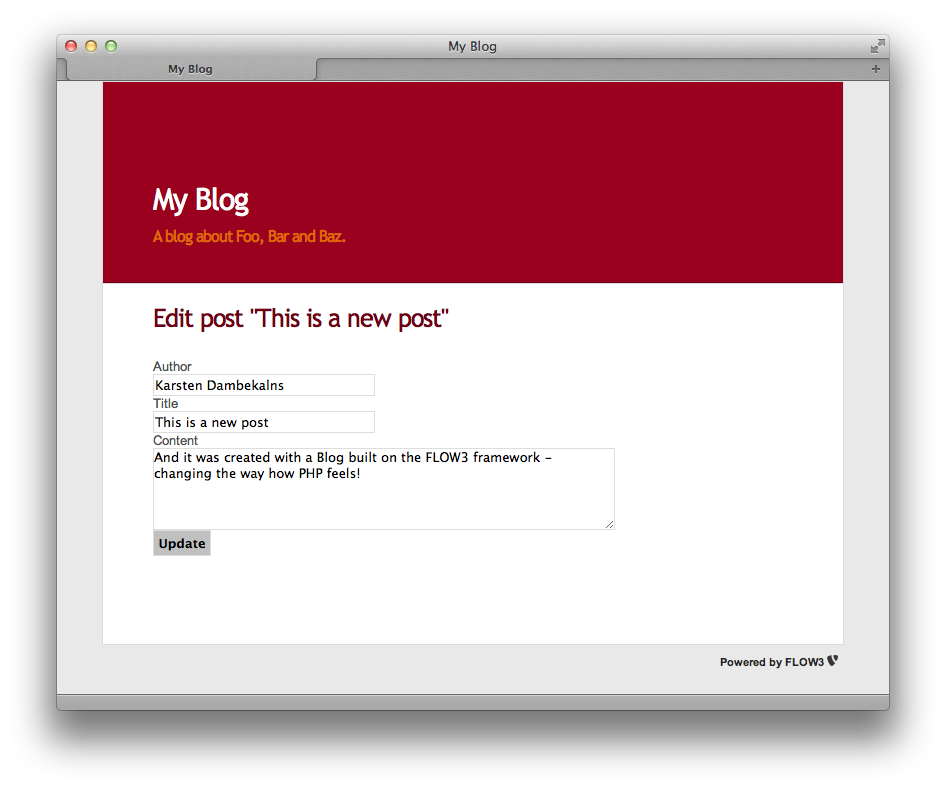 My Blog
My Blog
My Blog
A blog about Foo, Bar and Baz.
Edit post "This is a new post"
Author
Karsten Dambekalns
Title
This is a new post
Content
And it was created with a Blog built on the FLOW3 framework –
changing the way how PHP feels!
Update
Powered by FLOW3